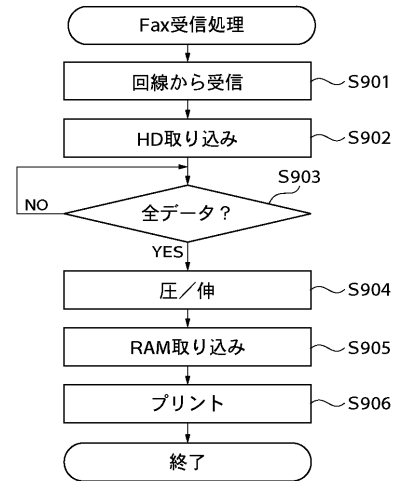 Fax受信処理
回線から受信
S901
HD取り込み
S902
S903
全データ？
NO
YES
圧／伸
S904
RAM取り込み
S905
プリント
S906
終了